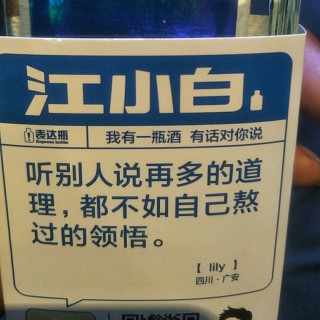 江小白
表达瓶 我有一瓶酒 有话对你说
Express bottle
听别人说再多的道
理，都不如自己熬
过的领悟。
【 lily 】
四川·广安